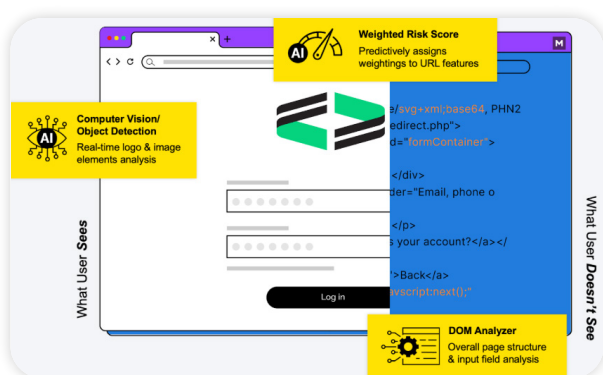 AI
Weighted Risk Score
Predictively assigns
weightings to URL features
M
AI
Computer Vision/
Object Detection
Real-time logo & image
elements analysis
/svg+xml;base64, PHN2
edirect.php">
d="formContainer">
</div>
der="Email, phone o
</p>
s your account?</a></
">Back</a>
avscript:next();"
Log in
What User Sees
What User Doesn't See
DOM Analyzer
Overall page structure
& input field analysis